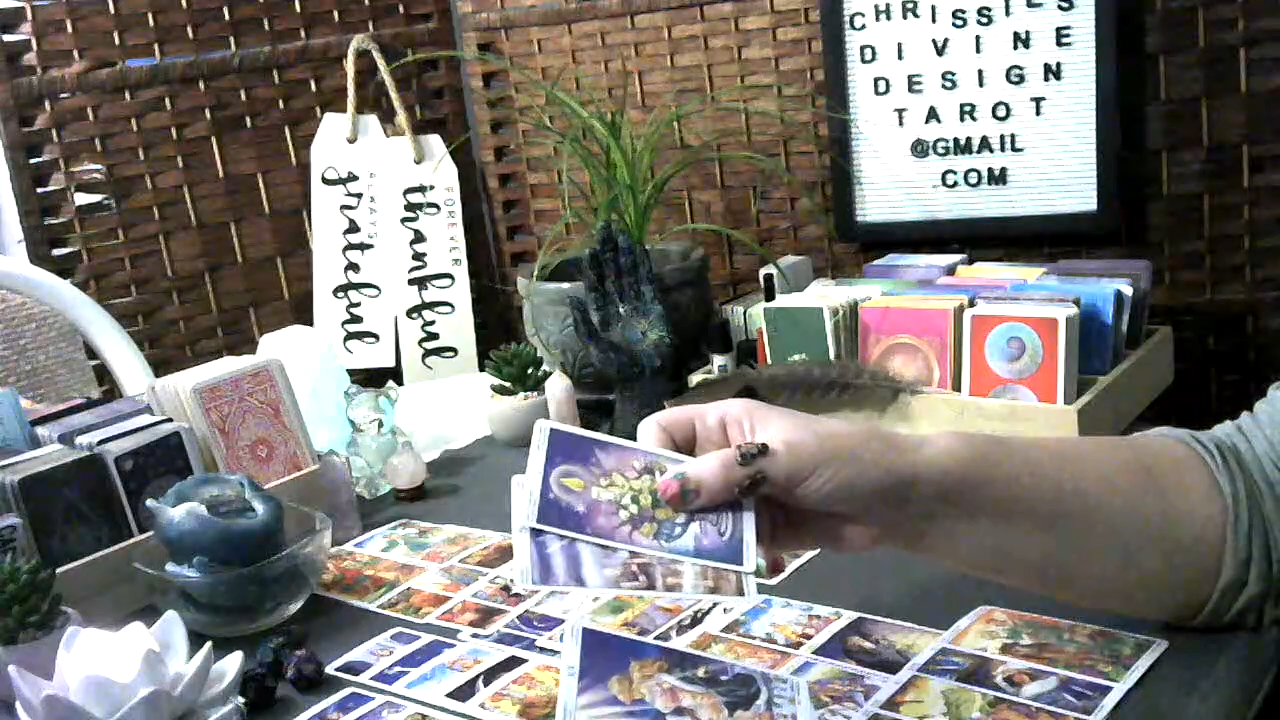 always
grateful
FOREVER
thankful
CHRISSIES
DIVINE
DESIGN
TAROT
@GMAIL
COM